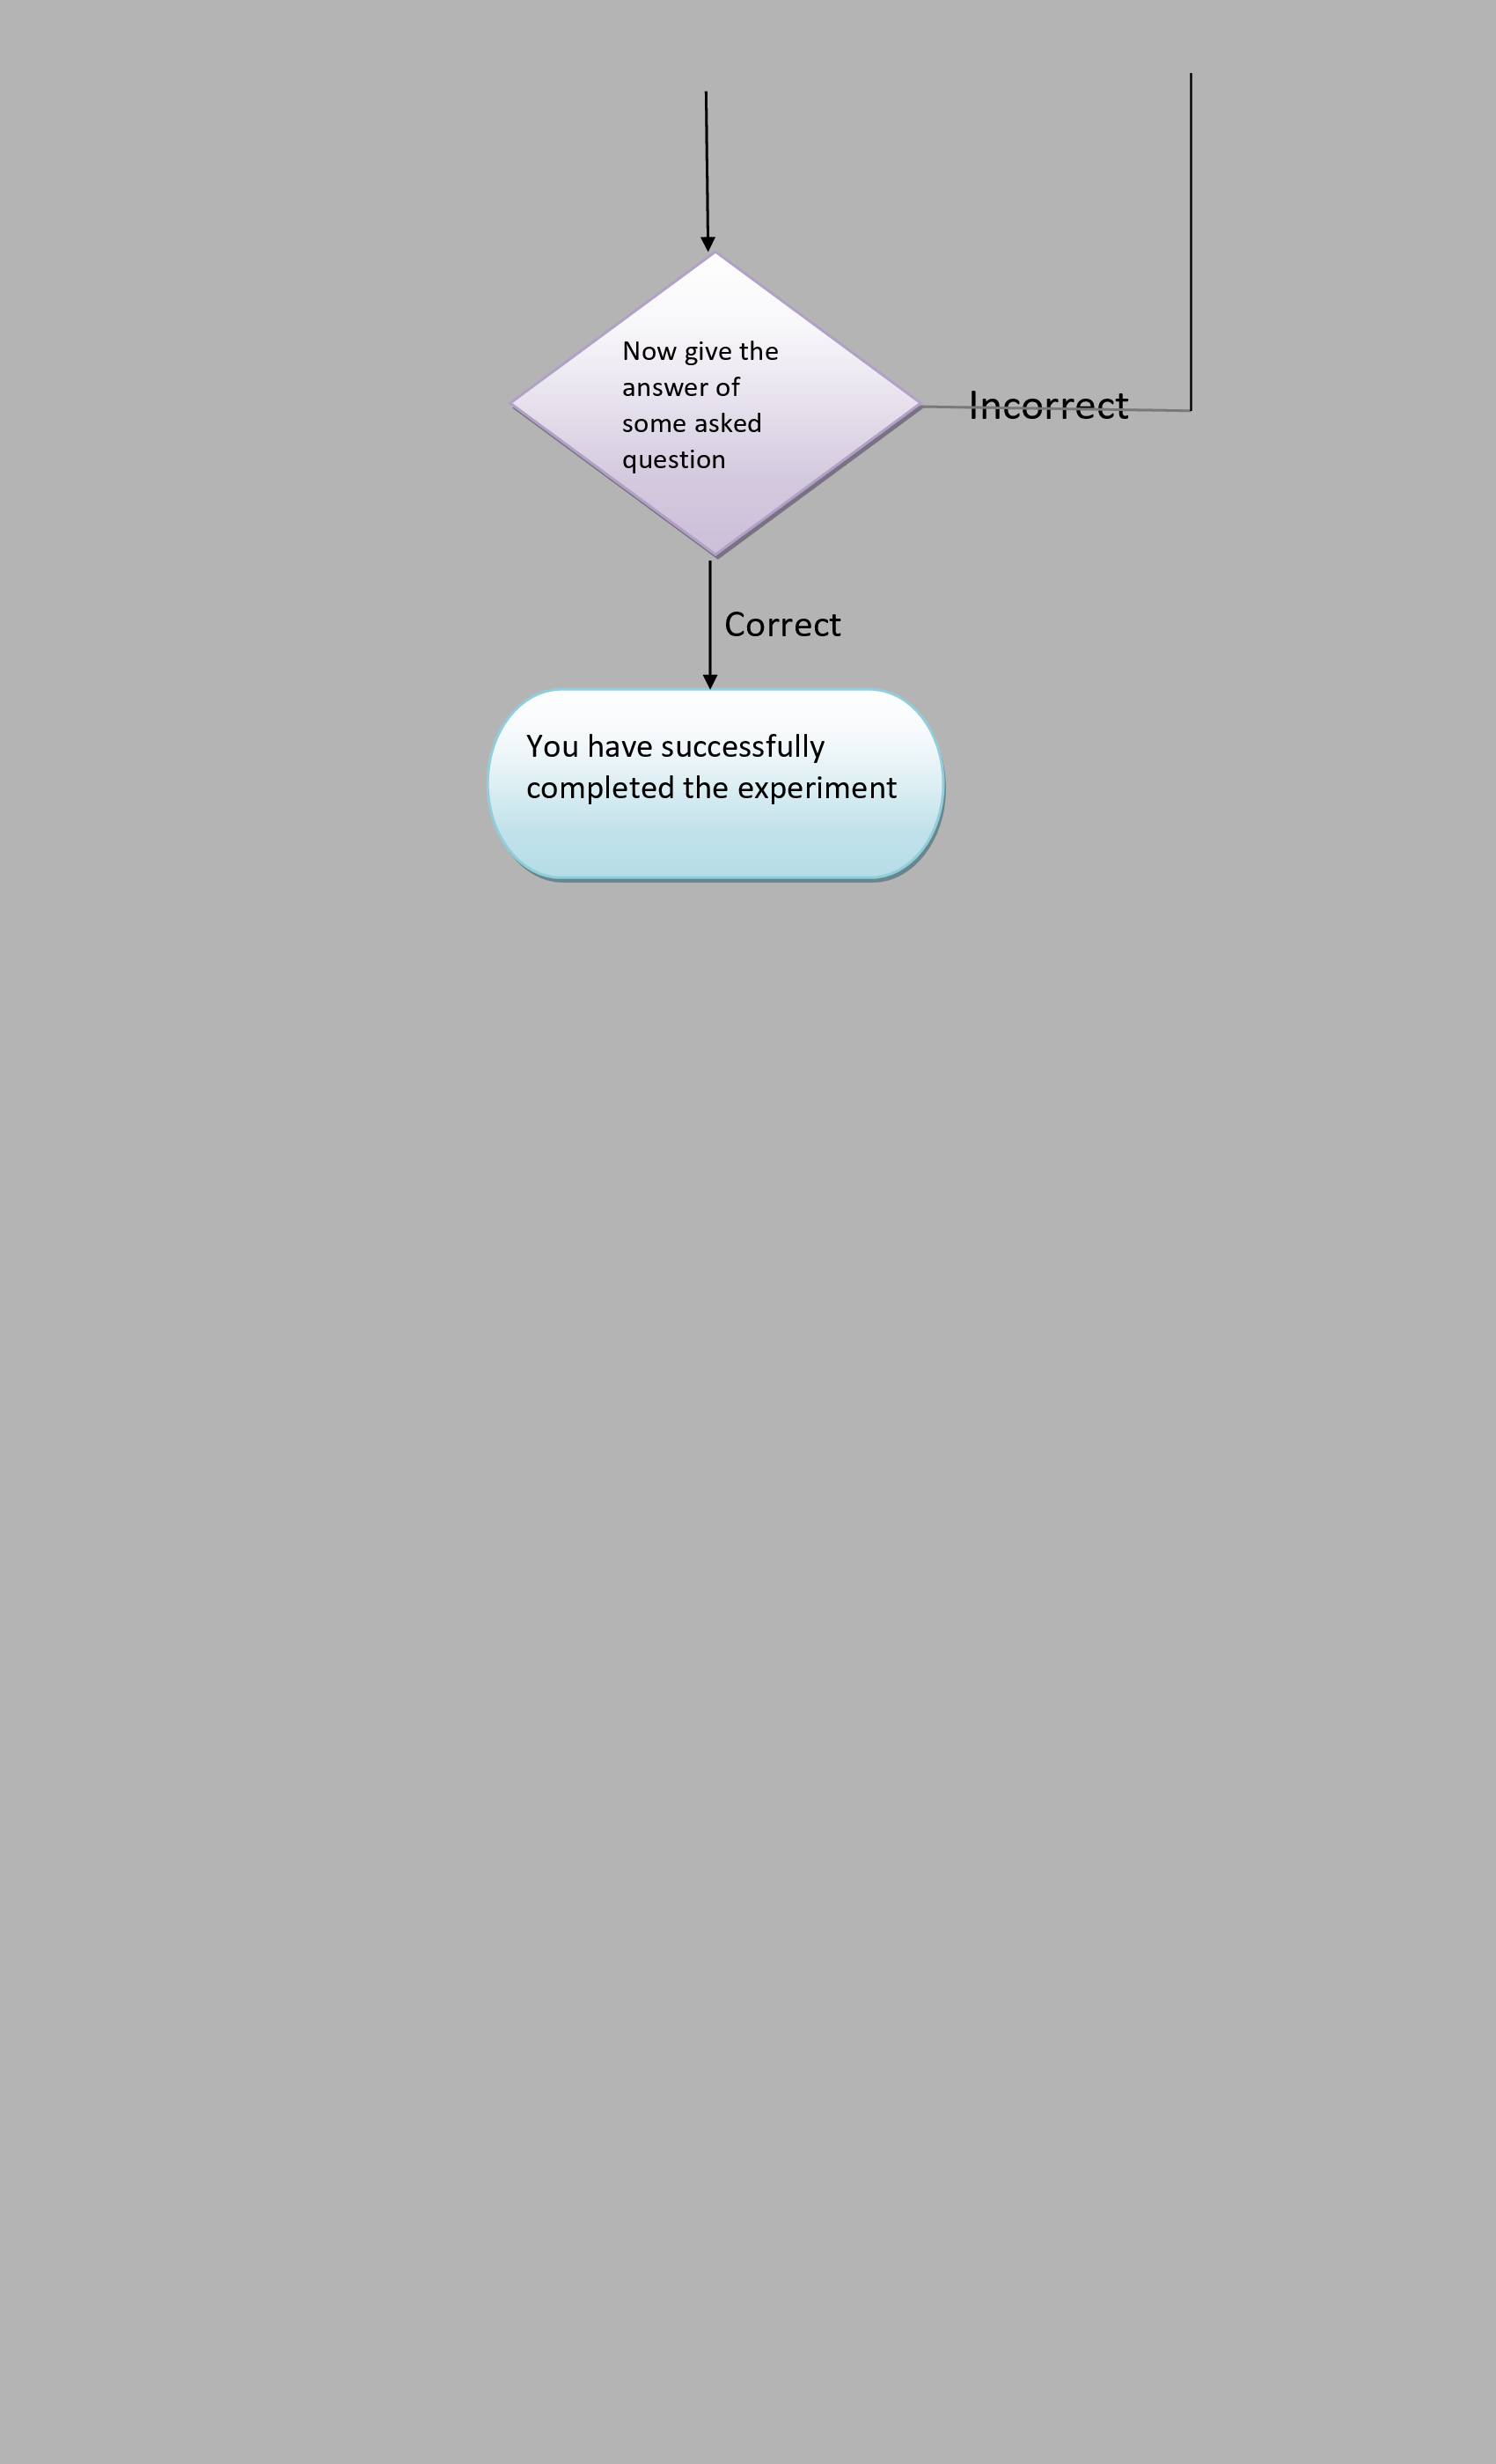 Now give the
answer of
some asked
question
Incorrect
Correct
You have successfully
completed the experiment